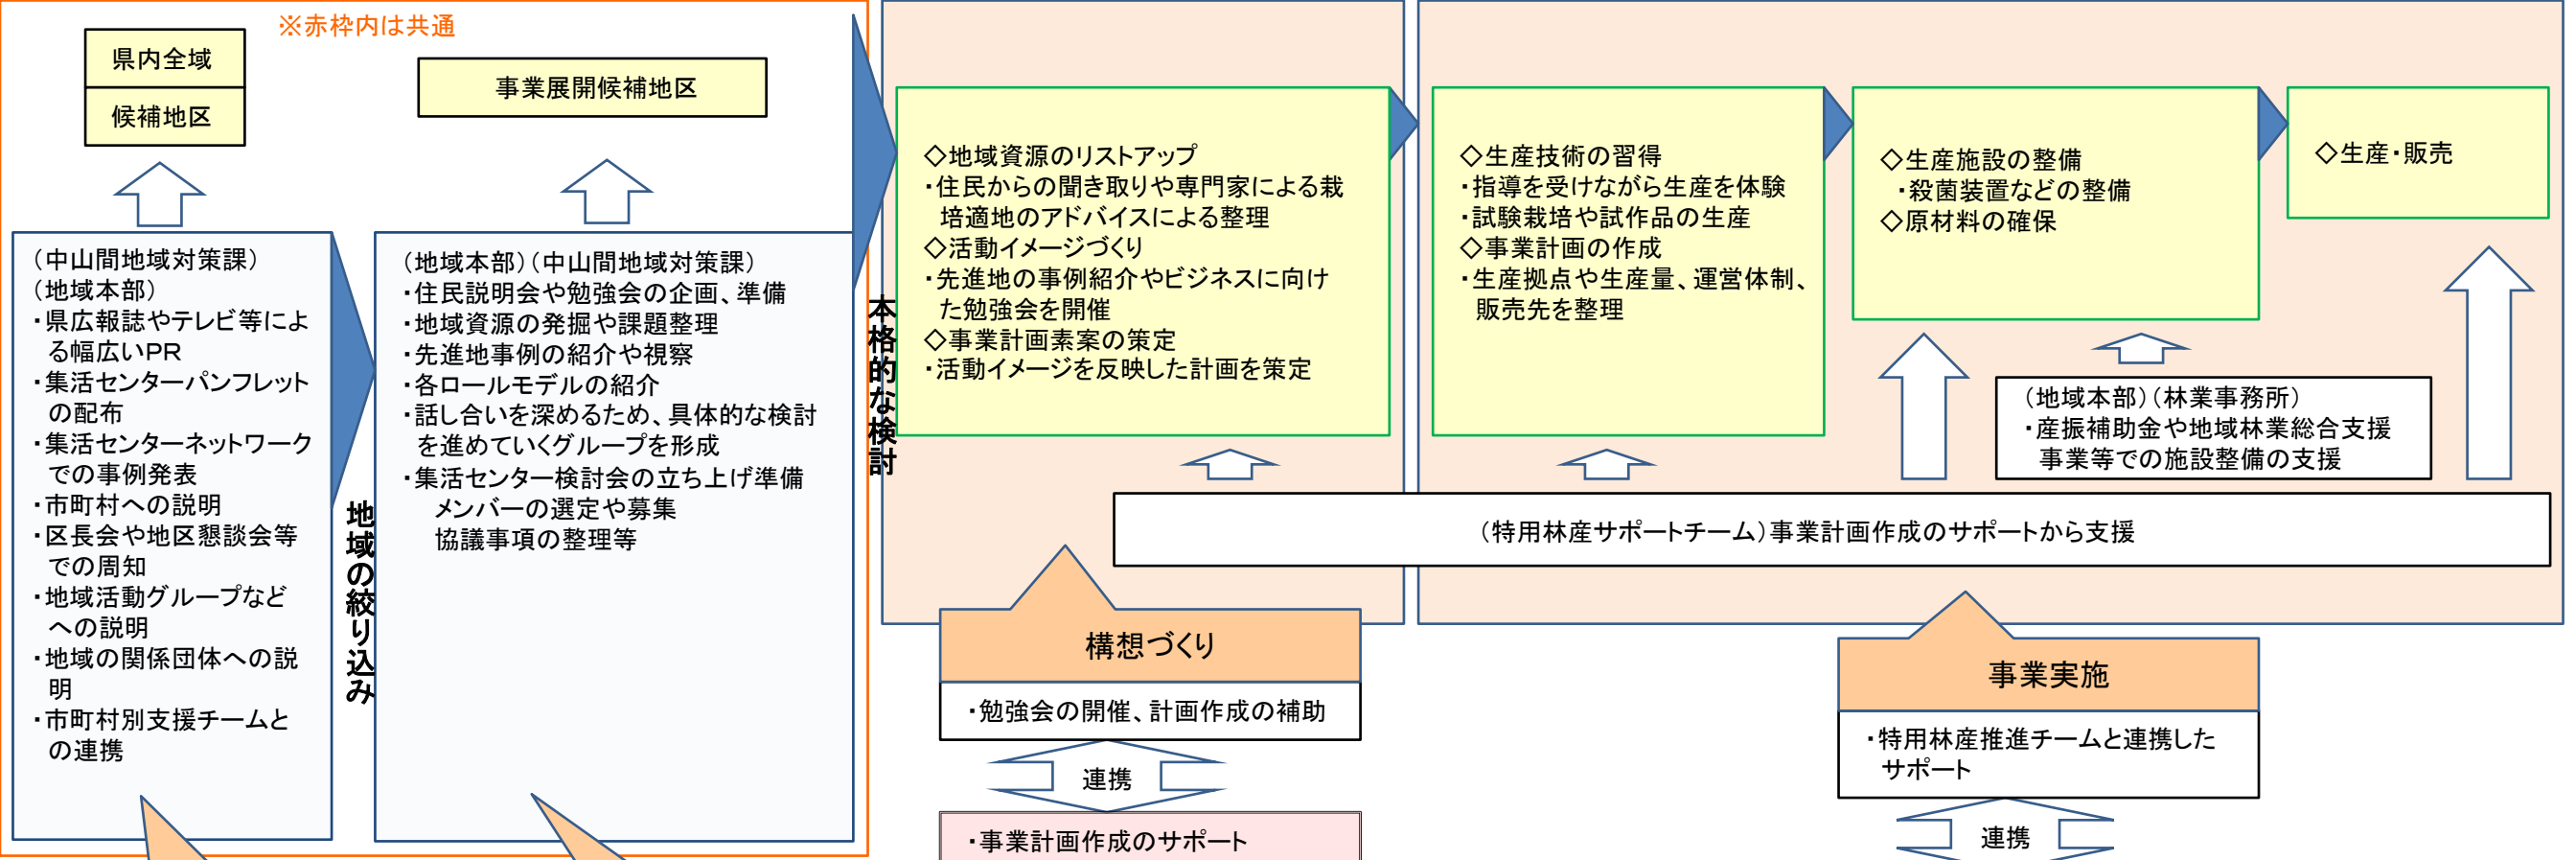 ※赤枠内は共通
県内全域
候補地区
事業展開候補地区
（中山間地域対策課）
（地域本部）
・県広報誌やテレビ等によ
る幅広いPR
・集活センターパンフレット
の配布
・集活センターネットワーク
での事例発表
・市町村への説明
・区長会や地区懇談会等
での周知
・地域活動グループなど
への説明
・地域の関係団体への説
明
・市町村別支援チームと
の連携
地域の絞り込み
（地域本部）（中山間地域対策課）
・住民説明会や勉強会の企画、準備
・地域資源の発掘や課題整理
・先進地事例の紹介や視察
・各ロールモデルの紹介
・話し合いを深めるため、具体的な検討
を進めていくグループを形成
・集活センター検討会の立ち上げ準備
メンバーの選定や募集
協議事項の整理等
本格的な検討
◇地域資源のリストアップ
・住民からの聞き取りや専門家による栽
培適地のアドバイスによる整理
◇活動イメージづくり
・先進地の事例紹介やビジネスに向け
た勉強会を開催
◇事業計画素案の策定
・活動イメージを反映した計画を策定
◇生産技術の習得
・指導を受けながら生産を体験
・試験栽培や試作品の生産
◇事業計画の作成
・生産拠点や生産量、運営体制、
販売先を整理
◇生産施設の整備
・殺菌装置などの整備
◇原材料の確保
◇生産・販売
（地域本部）（林業事務所）
・産振補助金や地域林業総合支援
事業等での施設整備の支援
（特用林産サポートチーム）事業計画作成のサポートから支援
構想づくり
・勉強会の開催、計画作成の補助
連携
・事業計画作成のサポート
事業実施
・特用林産推進チームと連携した
サポート
連携